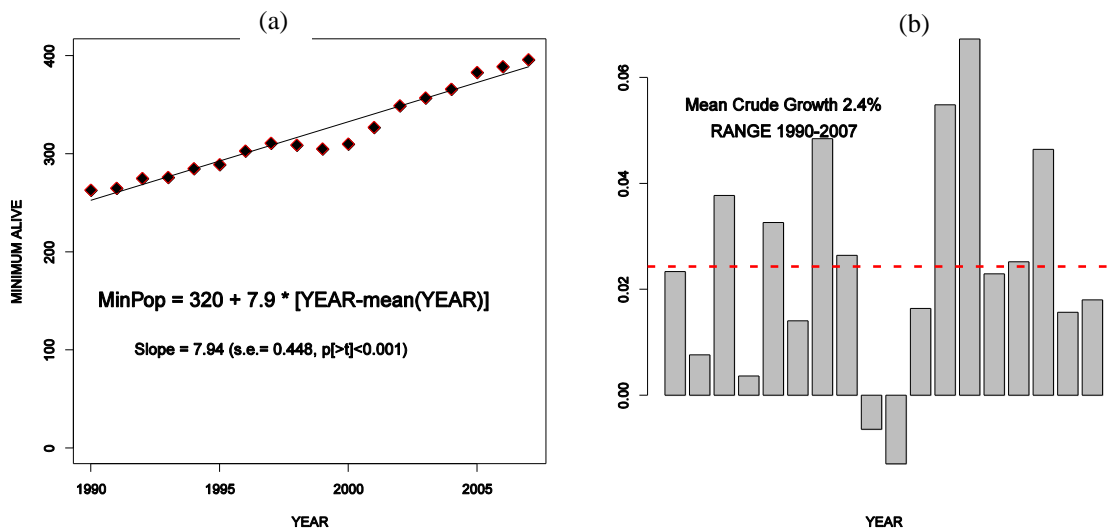 (a)
400
300
200
100
0
MINIMUM ALIVE
MinPop = 320 + 7.9 * [YEAR-mean(YEAR)]
Slope = 7.94 (s.e.= 0.448, p[>t]<0.001)
1990 1995 2000 2005
YEAR
(b)
0.06
0.04
0.02
0.00
Mean Crude Growth 2.4%
RANGE 1990-2007
YEAR